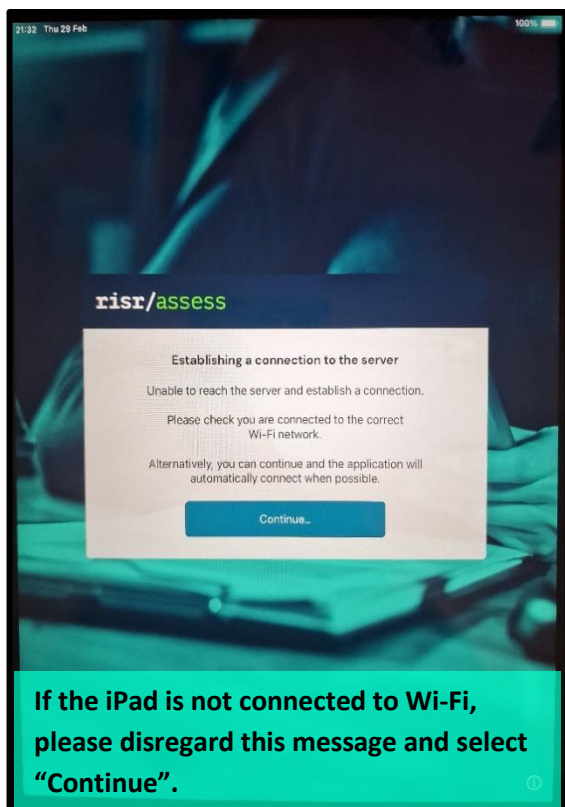 21:32 Thu 29 Feb
100%
risr/assess
Establishing a connection to the server
Unable to reach the server and establish a connection.
Please check you are connected to the correct
Wi-Fi network.
Alternatively, you can continue and the application will
automatically connect when possible.
Continue...
If the iPad is not connected to Wi-Fi,
please disregard this message and select
“Continue”.